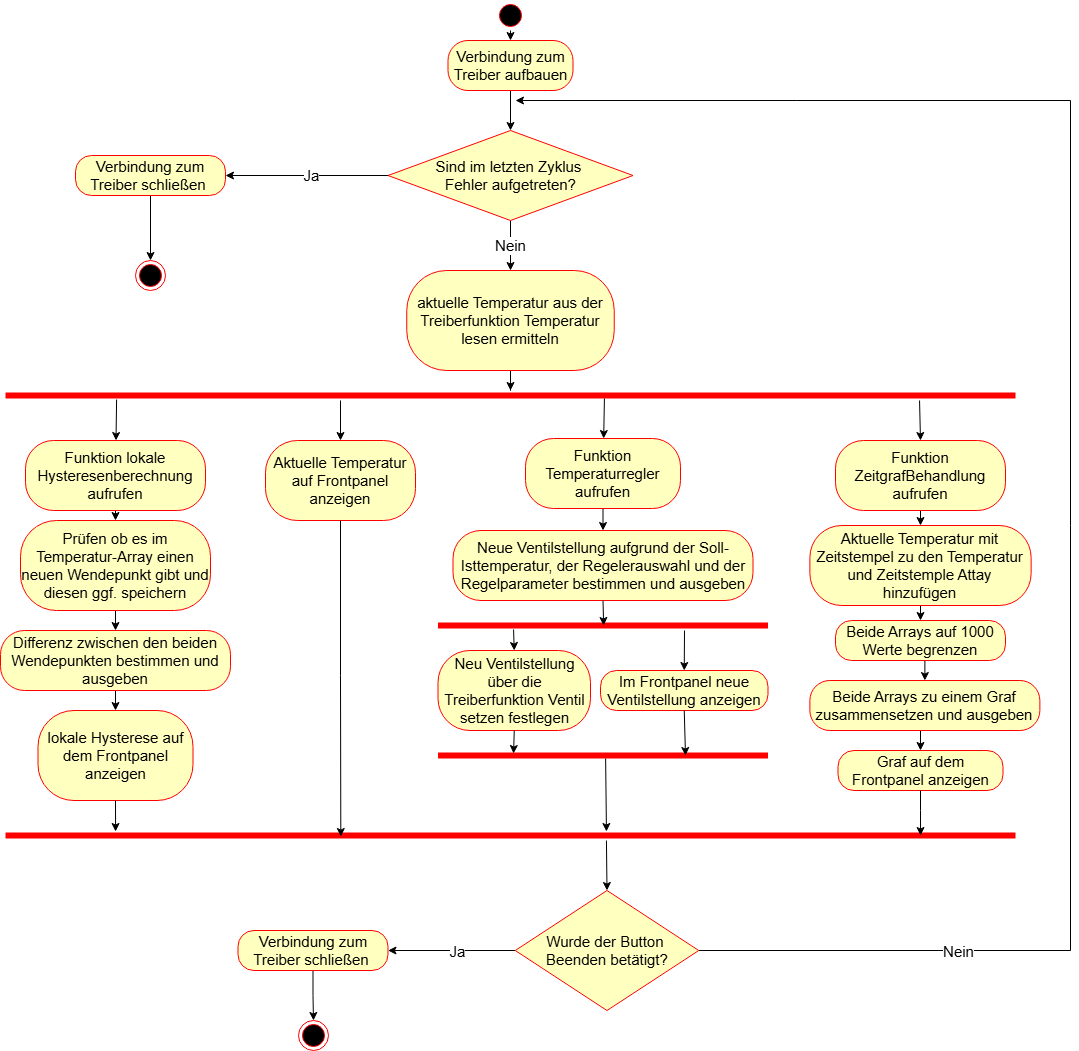 Verbindung zum
Treiber aufbauen
Sind im letzten Zyklus
Fehler aufgetreten?
Ja
Verbindung zum
Treiber schließen
Nein
aktuelle Temperatur aus der
Treiberfunktion Temperatur
lesen ermitteln
Funktion lokale
Hysteresenberechnung
aufrufen
Prüfen ob es im
Temperatur-Array einen
neuen Wendepunkt gibt und
diesen ggf. speichern
Differenz zwischen den beiden
Wendepunkten bestimmen und
ausgeben
lokale Hysterese auf
dem Frontpanel
anzeigen
Aktuelle Temperatur
auf Frontpanel
anzeigen
Funktion
Temperaturregler
aufrufen
Neue Ventilstellung aufgrund der Soll-
Isttemperatur, der Regelerauswahl und der
Regelparameter bestimmen und ausgeben
Neu Ventilstellung
über die
Treiberfunktion Ventil
setzen festlegen
Im Frontpanel neue
Ventilstellung anzeigen
Funktion
ZeitgrafBehandlung
aufrufen
Aktuelle Temperatur mit
Zeitstempel zu den Temperatur
und Zeitstemple Attay
hinzufügen
Beide Arrays auf 1000
Werte begrenzen
Beide Arrays zu einem Graf
zusammensetzen und ausgeben
Graf auf dem
Frontpanel anzeigen
Wurde der Button
Beenden betätigt?
Ja
Nein
Verbindung zum
Treiber schließen